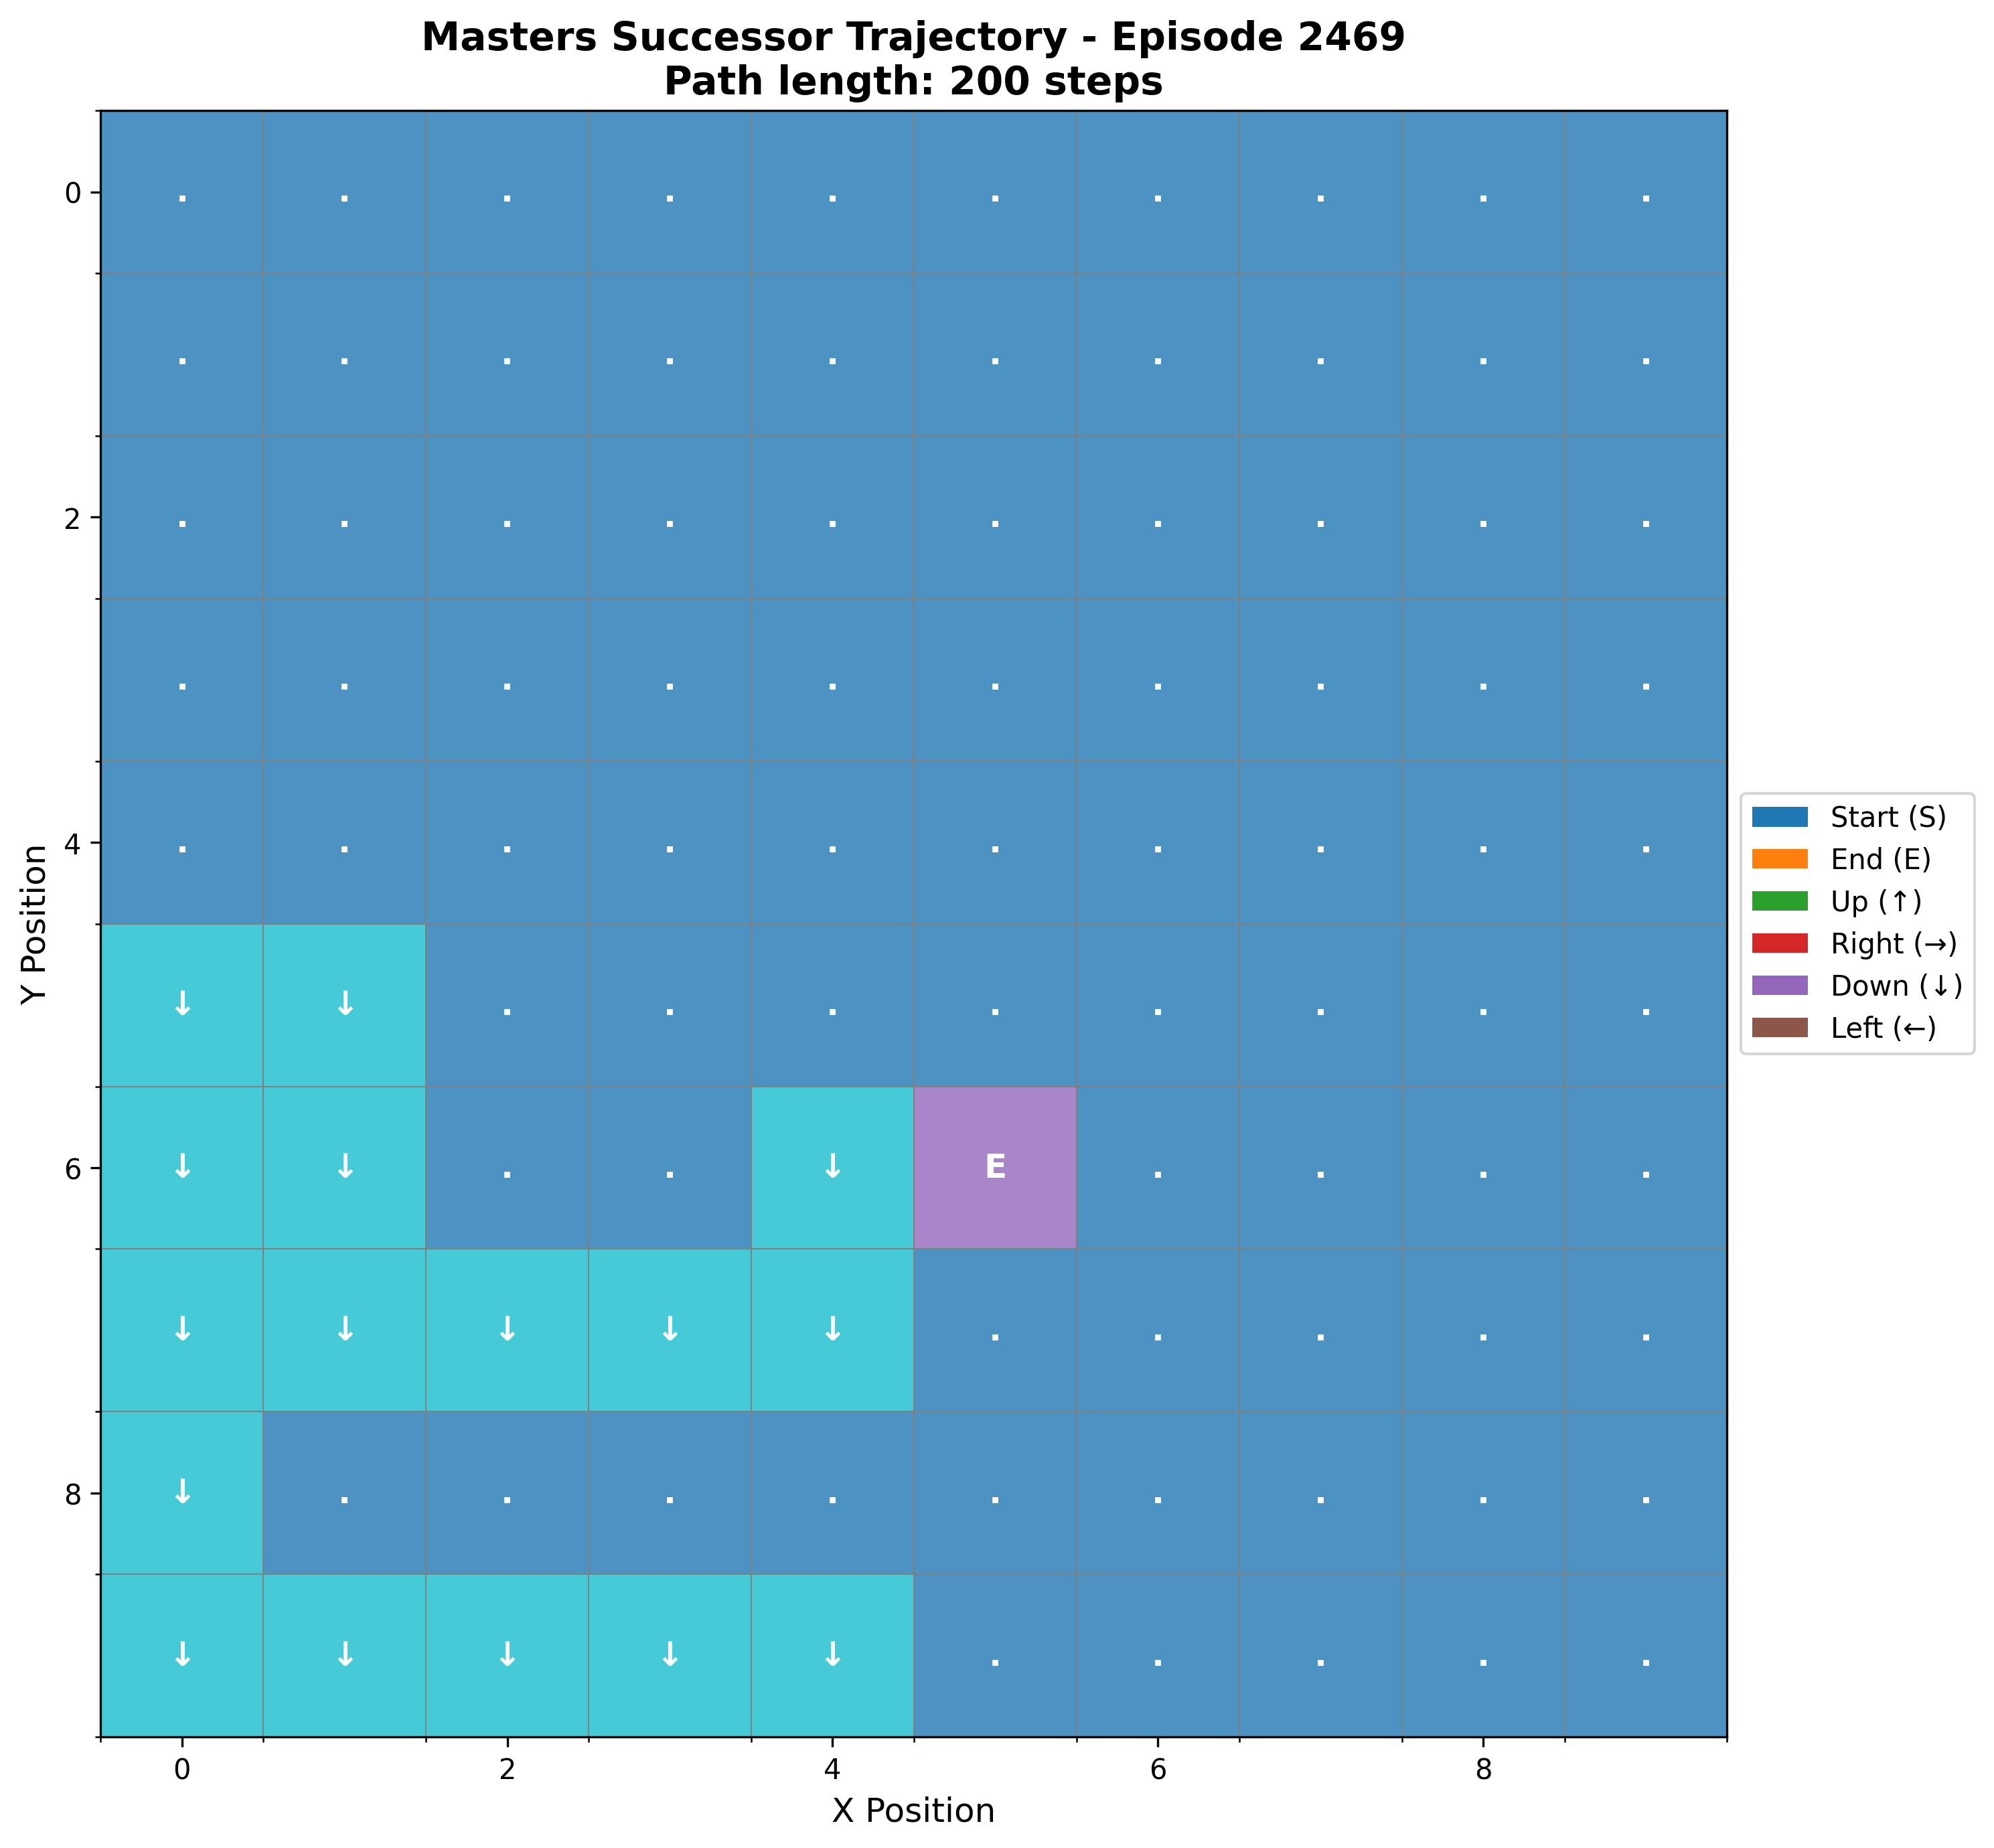 Masters Successor Trajectory - Episode 2469
Path length: 200 steps
0 . . . . . . . . . .
. . . . . . . . . .
2 . . . . . . . . . .
. . . . . . . . . .
4 . . . . . . . . . .
↓ ↓ . . . . . . . .
6 ↓ ↓ . . ↓ E . . . .
↓ ↓ ↓ ↓ ↓ . . . . .
8 ↓ . . . . . . . . .
↓ ↓ ↓ ↓ ↓ . . . . .
0 2 4 6 8
X Position
Y Position
Start (S)
End (E)
Up (↑)
Right (→)
Down (↓)
Left (←)